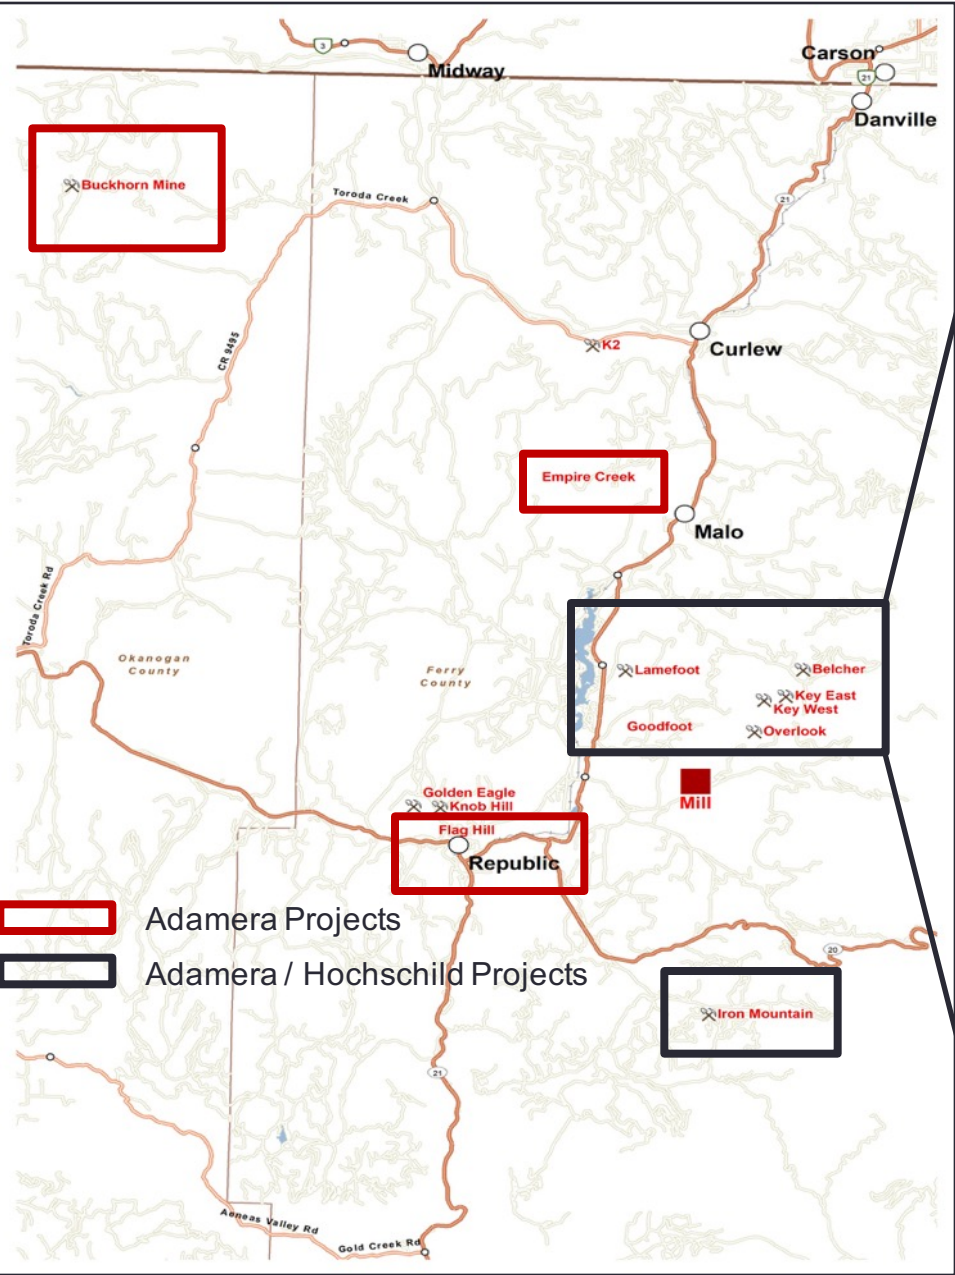 3
Midway
Carson
21
Danville
Buckhorn Mine
Toroda Creek
21
CR 9495
K2
Curlew
Empire Creek
Malo
Toroda Creek Rd
Okanogan
County
Ferry
County
Lamefoot
Belcher
Key East
Key West
Goodfoot
Overlook
Mill
Golden Eagle
Knob Hill
Flag Hill
Republic
Adamera Projects
20
Adamera / Hochschild Projects
Iron Mountain
21
Aeneas Valley Rd
Gold Creek Rd